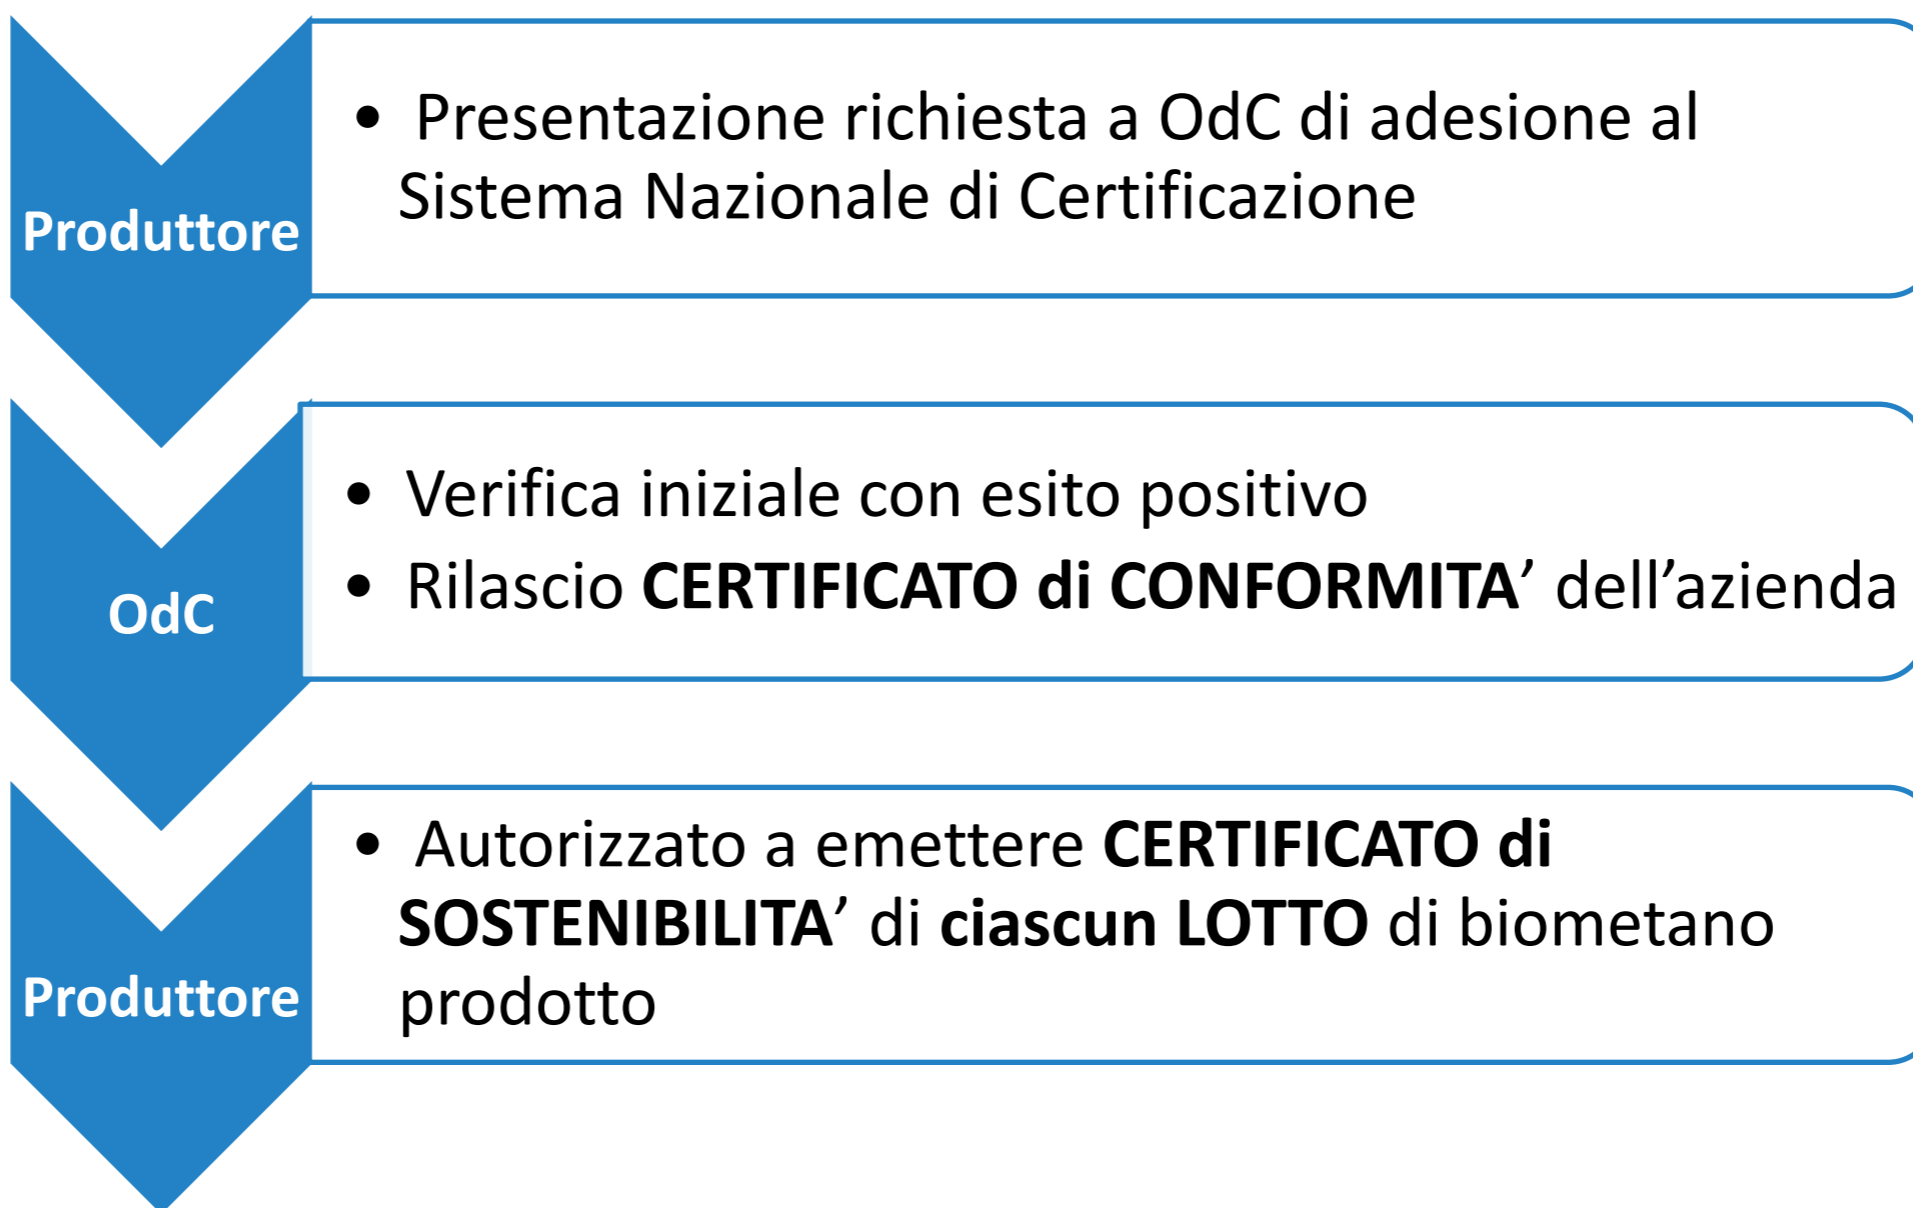 Produttore
• Presentazione richiesta a OdC di adesione al
Sistema Nazionale di Certificazione
OdC
• Verifica iniziale con esito positivo
• Rilascio CERTIFICATO di CONFORMITA’ dell’azienda
Produttore
• Autorizzato a emettere CERTIFICATO di
SOSTENIBILITA’ di ciascun LOTTO di biometano
prodotto